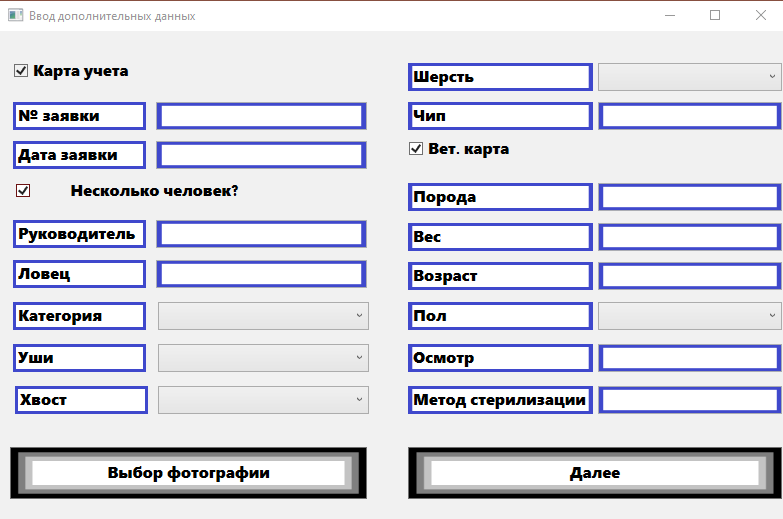 Ввод дополнительных данных
Карта учета
№ заявки
Дата заявки
Несколько человек?
Руководитель
Ловец
Категория
Уши
Хвост
Выбор фотографии
Шерсть
Чип
Вет. карта
Порода
Вес
Возраст
Пол
Осмотр
Метод стерилизации
Далее